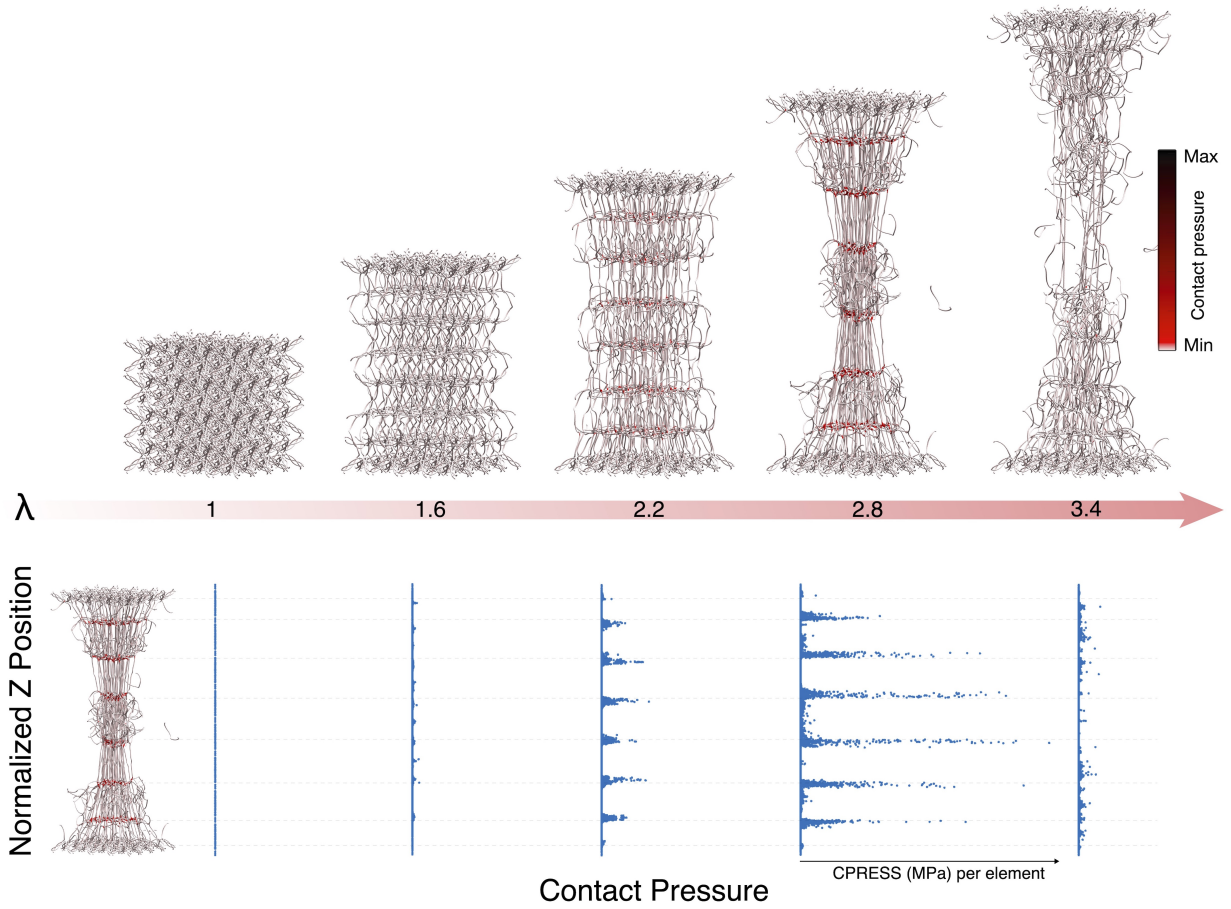 Max
Contact pressure
Min
λ
1
1.6
2.2
2.8
3.4
Normalized Z Position
CPRESS (MPa) per element
Contact Pressure